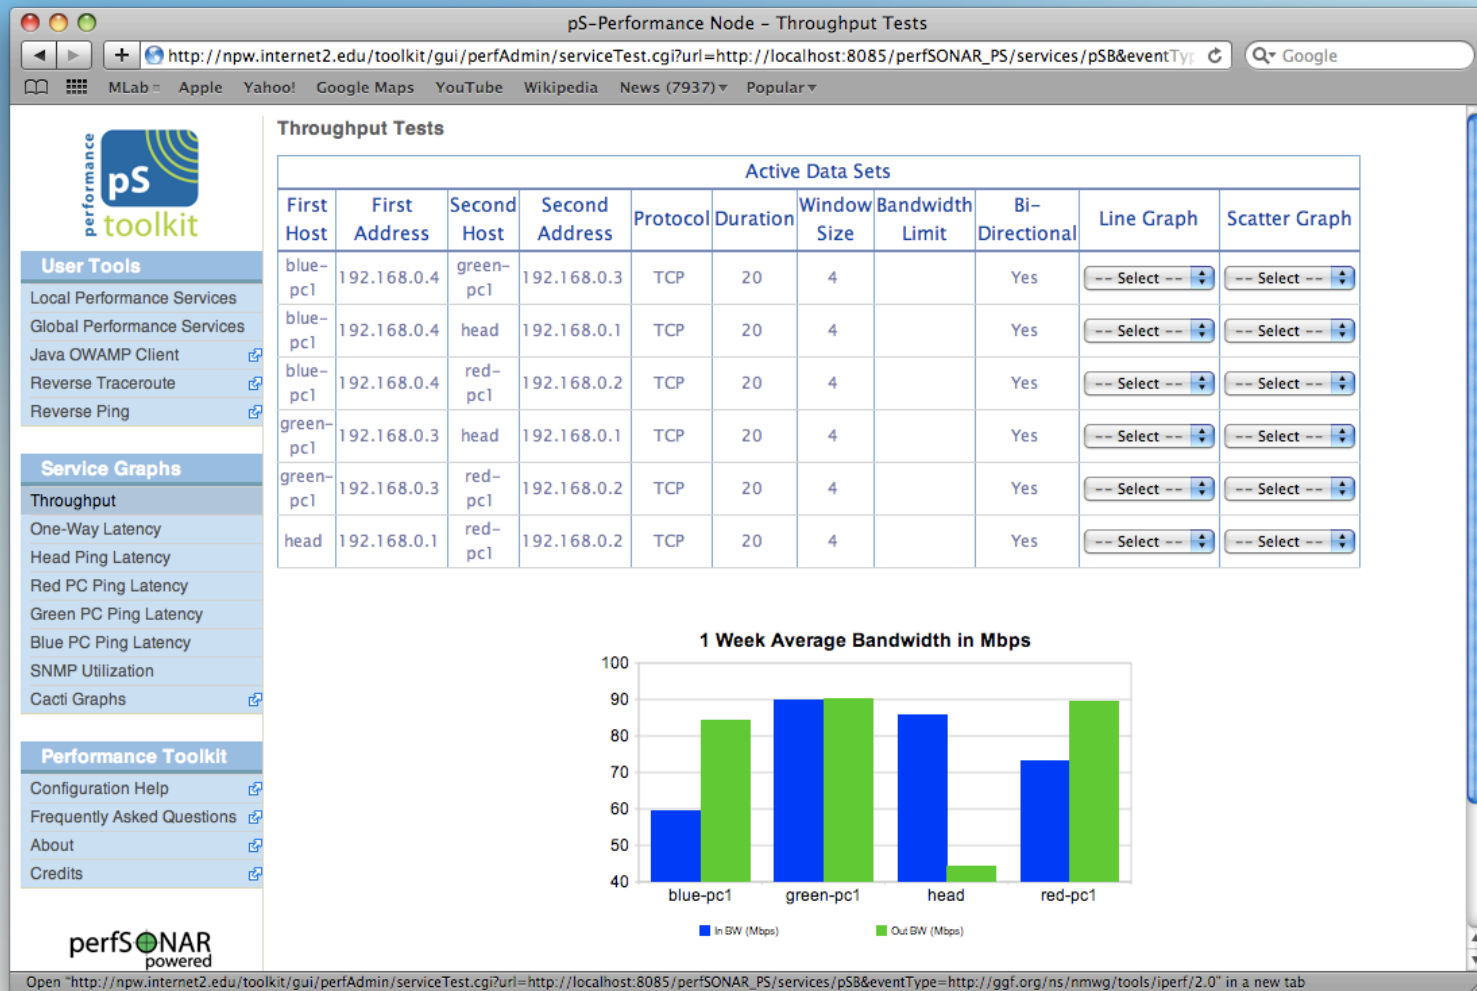 pS-Performance Node - Throughput Tests
http://npw.internet2.edu/toolkit/gui/perfAdmin/serviceTest.cgi?url=http://localhost:8085/perfSONAR_PS/services/pSB&eventTyp
Google
MLab Apple Yahoo! Google Maps YouTube Wikipedia News (7937) Popular
performance
pS
toolkit
User Tools
Local Performance Services
Global Performance Services
Java OWAMP Client
Reverse Traceroute
Reverse Ping
Service Graphs
Throughput
One-Way Latency
Head Ping Latency
Red PC Ping Latency
Green PC Ping Latency
Blue PC Ping Latency
SNMP Utilization
Cacti Graphs
Performance Toolkit
Configuration Help
Frequently Asked Questions
About
Credits
perfSONAR
powered
Throughput Tests
Active Data Sets
First Host First Address Second Host Second Address Protocol Duration Window Size Bandwidth Limit Bi-Directional Line Graph Scatter Graph
blue-pc1 192.168.0.4 green-pc1 192.168.0.3 TCP 20 4 Yes -- Select -- -- Select --
blue-pc1 192.168.0.4 head 192.168.0.1 TCP 20 4 Yes -- Select -- -- Select --
blue-pc1 192.168.0.4 red-pc1 192.168.0.2 TCP 20 4 Yes -- Select -- -- Select --
green-pc1 192.168.0.3 head 192.168.0.1 TCP 20 4 Yes -- Select -- -- Select --
green-pc1 192.168.0.3 red-pc1 192.168.0.2 TCP 20 4 Yes -- Select -- -- Select --
head 192.168.0.1 red-pc1 192.168.0.2 TCP 20 4 Yes -- Select -- -- Select --
1 Week Average Bandwidth in Mbps
100
90
80
70
60
50
40
blue-pc1 green-pc1 head red-pc1
In BW (Mbps) Out BW (Mbps)
Open "http://npw.internet2.edu/toolkit/gui/perfAdmin/serviceTest.cgi?url=http://localhost:8085/perfSONAR_PS/services/pSB&eventType=http://ggf.org/ns/nmwg/tools/iperf/2.0" in a new tab